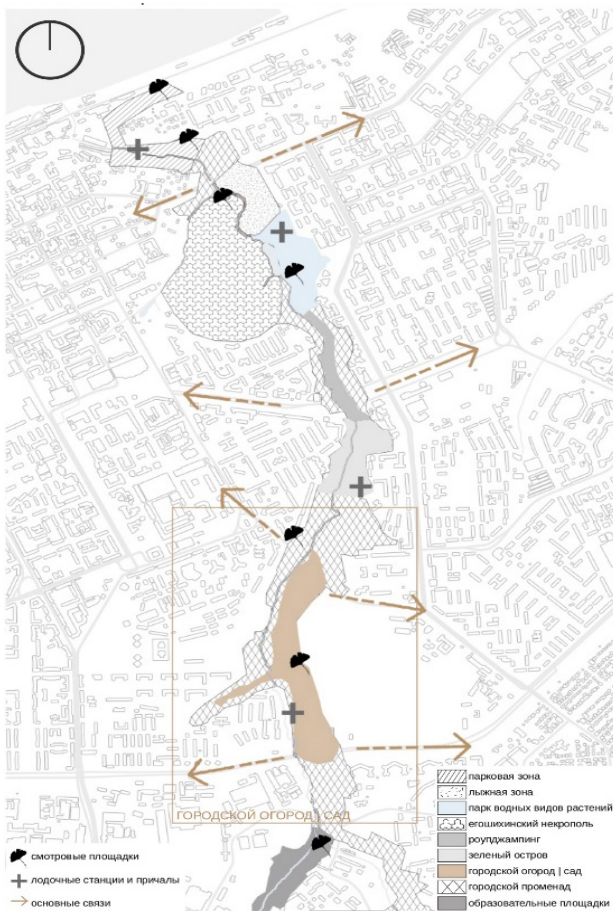 ГОРОДСКОЙ ОГОРОД | САД
смотровые площадки
лодочные станции и причалы
основные связи
парковая зона
лыжная зона
парк водных видов растений
егошихинский некрополь
роупджампинг
зеленый остров
городской огород | сад
городской променад
образовательные площадки